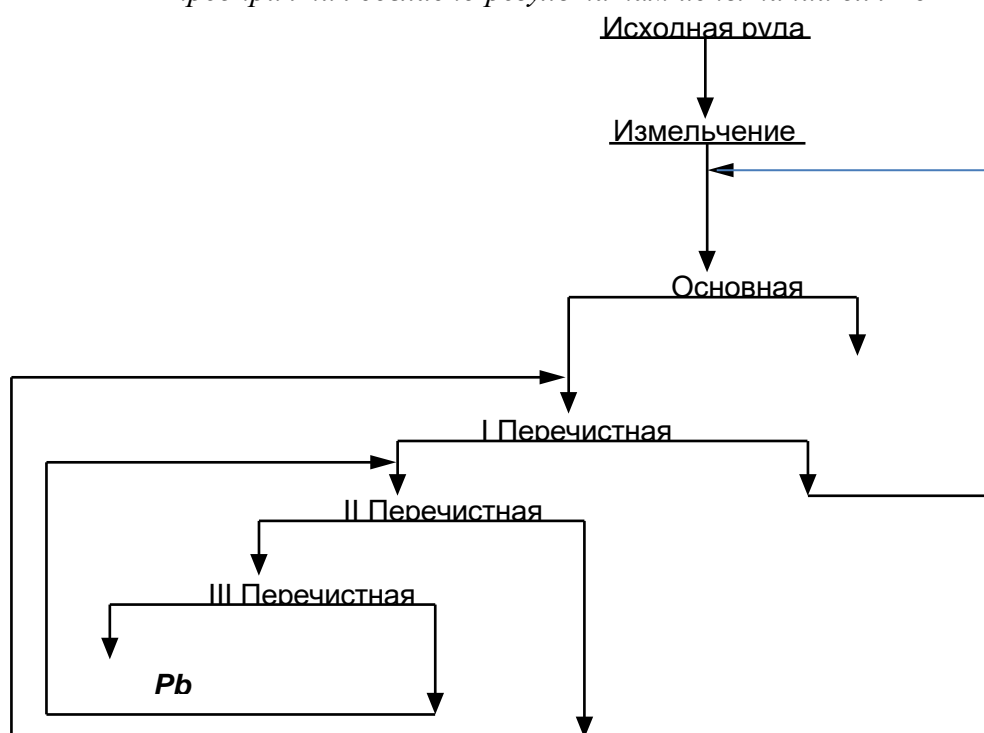 Исходная руда
Измельчение
Основная
I Перечистная
II Перечистная
III Перечистная
Pb